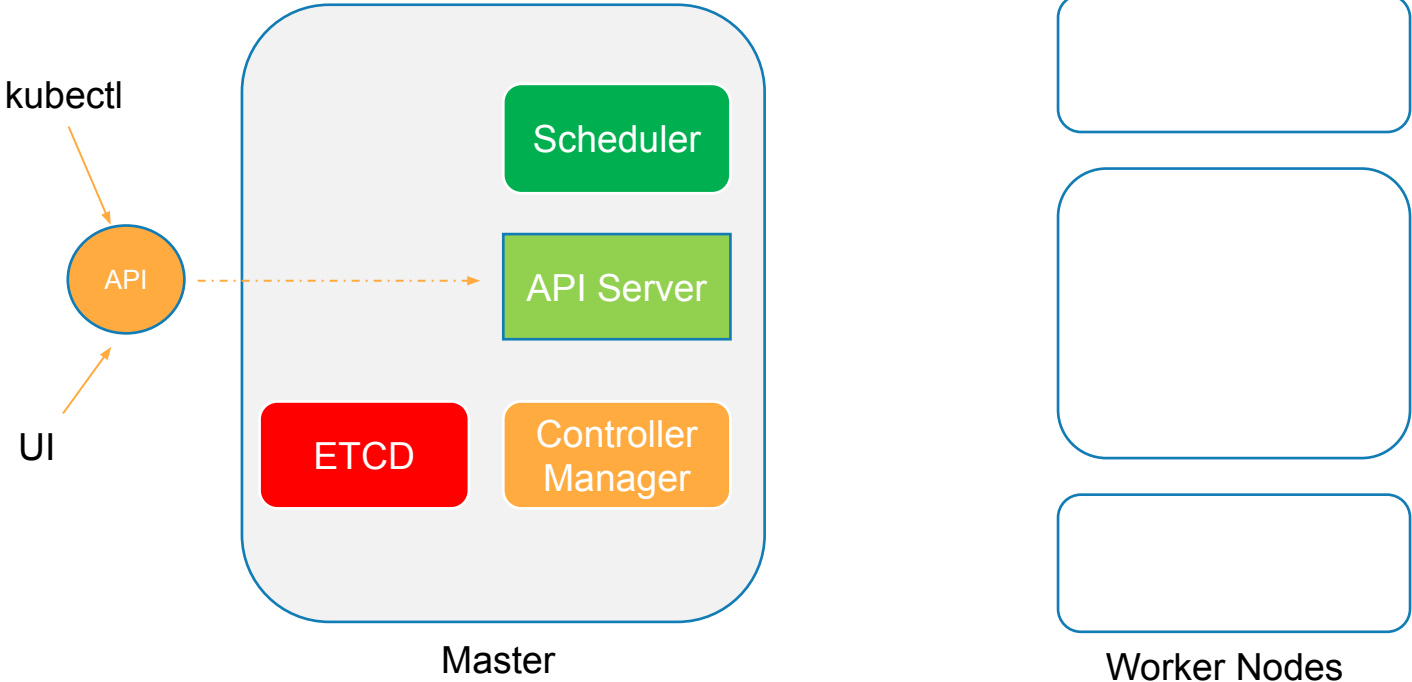 kubectl
Scheduler
API
API Server
UI
ETCD
Controller
Manager
Master
Worker Nodes